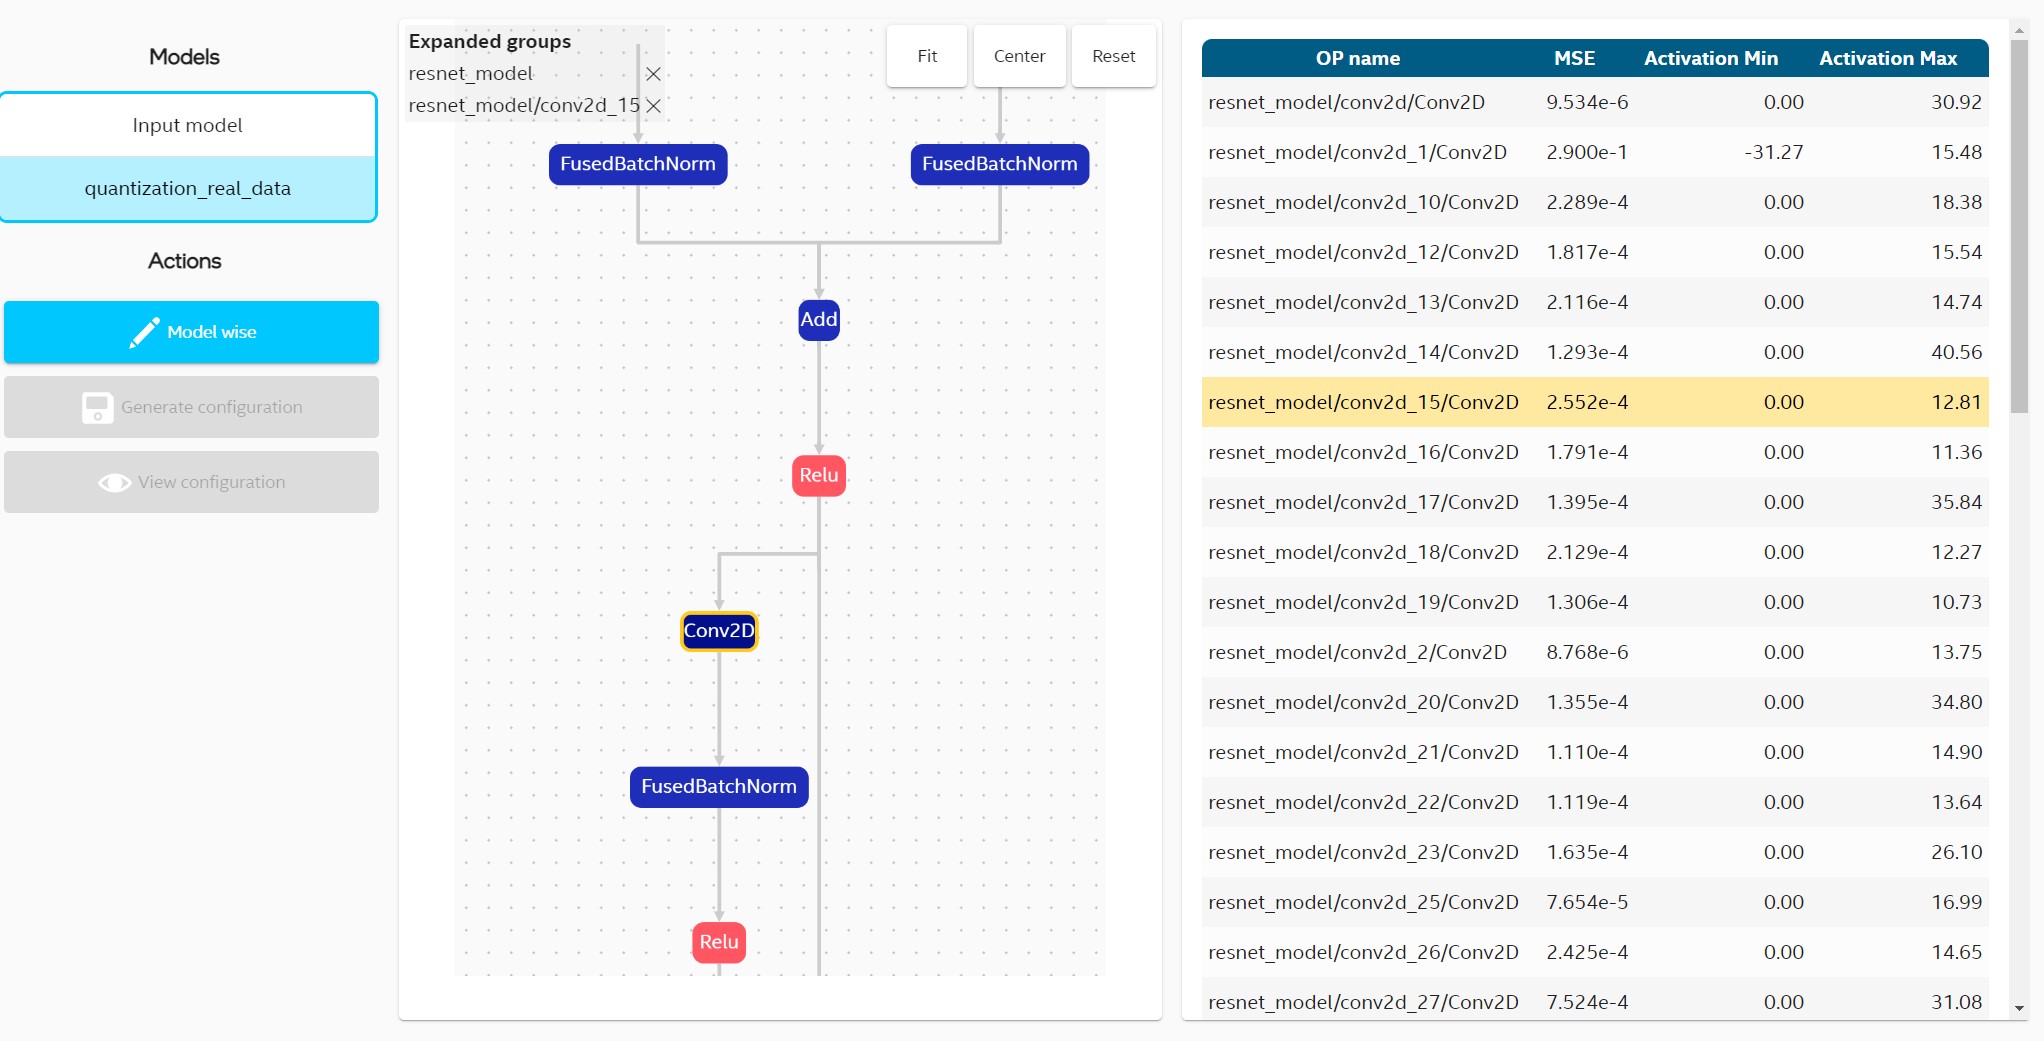 Models
Input model
quantization_real_data
Actions
Model wise
Generate configuration
View configuration
Expanded groups
resnet_model
resnet_model/conv2d_15
Fit
Center
Reset
FusedBatchNorm
FusedBatchNorm
Add
Relu
Conv2D
FusedBatchNorm
Relu
OP name MSE Activation Min Activation Max
resnet_model/conv2d/Conv2D 9.534e-6 0.00 30.92
resnet_model/conv2d_1/Conv2D 2.900e-1 -31.27 15.48
resnet_model/conv2d_10/Conv2D 2.289e-4 0.00 18.38
resnet_model/conv2d_12/Conv2D 1.817e-4 0.00 15.54
resnet_model/conv2d_13/Conv2D 2.116e-4 0.00 14.74
resnet_model/conv2d_14/Conv2D 1.293e-4 0.00 40.56
resnet_model/conv2d_15/Conv2D 2.552e-4 0.00 12.81
resnet_model/conv2d_16/Conv2D 1.791e-4 0.00 11.36
resnet_model/conv2d_17/Conv2D 1.395e-4 0.00 35.84
resnet_model/conv2d_18/Conv2D 2.129e-4 0.00 12.27
resnet_model/conv2d_19/Conv2D 1.306e-4 0.00 10.73
resnet_model/conv2d_2/Conv2D 8.768e-6 0.00 13.75
resnet_model/conv2d_20/Conv2D 1.355e-4 0.00 34.80
resnet_model/conv2d_21/Conv2D 1.110e-4 0.00 14.90
resnet_model/conv2d_22/Conv2D 1.119e-4 0.00 13.64
resnet_model/conv2d_23/Conv2D 1.635e-4 0.00 26.10
resnet_model/conv2d_25/Conv2D 7.654e-5 0.00 16.99
resnet_model/conv2d_26/Conv2D 2.425e-4 0.00 14.65
resnet_model/conv2d_27/Conv2D 7.524e-4 0.00 31.08